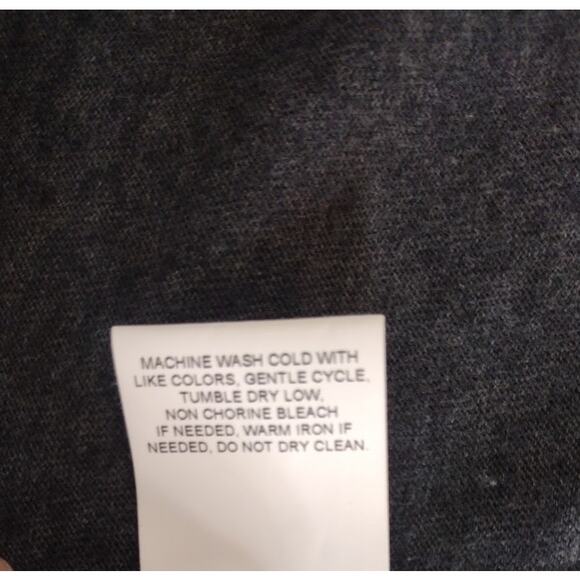 MACHINE WASH COLD WITH
LIKE COLORS, GENTLE CYCLE,
TUMBLE DRY LOW,
NON CHORINE BLEACH
IF NEEDED, WARM IRON IF
NEEDED, DO NOT DRY CLEAN.